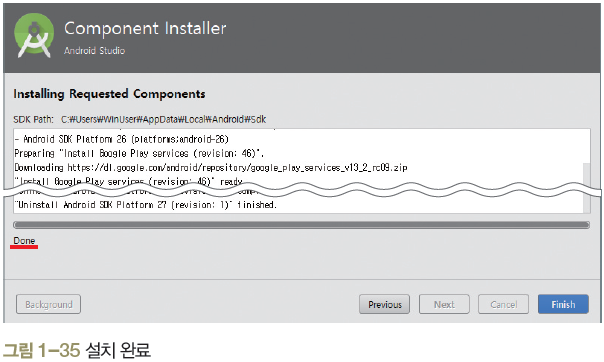 Component Installer
Android Studio
Installing Requested Components
SDK Path: C:₩Users₩WinUser₩AppData₩Local₩Android₩Sdk
- Android SDK Platform 26 (platforms;android-26)
Preparing "Install Google Play services (revision: 46)".
Downloading https://dl.google.com/android/repository/google_play_services_v13_2_rc09.zip
"Install Google Play services (revision: 46)" ready.
"Uninstall Android SDK Platform 27 (revision: 1)" finished.
Done
Background
Previous
Next
Cancel
Finish
그림 1-35 설치 완료